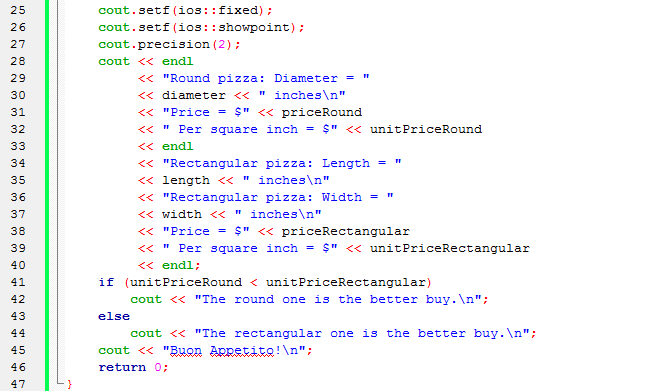 25 cout.setf(ios::fixed);
26 cout.setf(ios::showpoint);
27 cout.precision(2);
28 cout << endl
29 << "Round pizza: Diameter = "
30 << diameter << " inches\n"
31 << "Price = $" << priceRound
32 << " Per square inch = $" << unitPriceRound
33 << endl
34 << "Rectangular pizza: Length = "
35 << length << " inches\n"
36 << "Rectangular pizza: Width = "
37 << width << " inches\n"
38 << "Price = $" << priceRectangular
39 << " Per square inch = $" << unitPriceRectangular
40 << endl;
41 if (unitPriceRound < unitPriceRectangular)
42 cout << "The round one is the better buy.\n";
43 else
44 cout << "The rectangular one is the better buy.\n";
45 cout << "Buon Appetito!\n";
46 return 0;
47 }